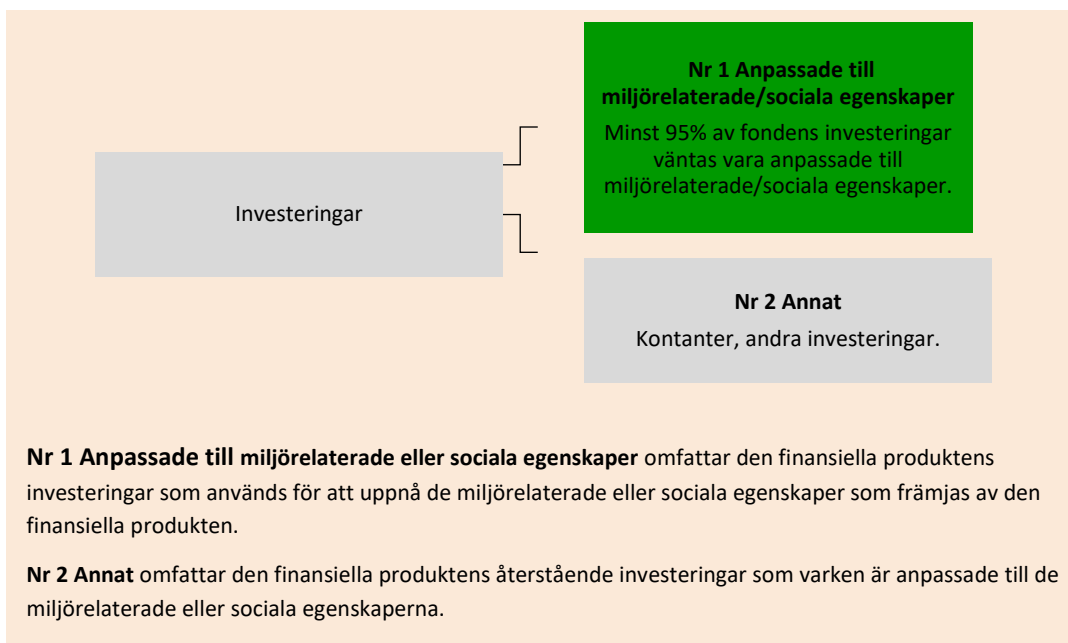 Nr 1 Anpassade till
miljörelaterade/sociala egenskaper
Minst 95% av fondens investeringar
väntas vara anpassade till
miljörelaterade/sociala egenskaper.
Investeringar
Nr 2 Annat
Kontanter, andra investeringar.
Nr 1 Anpassade till miljörelaterade eller sociala egenskaper omfattar den finansiella produktens
investeringar som används för att uppnå de miljörelaterade eller sociala egenskaper som främjas av den
finansiella produkten.
Nr 2 Annat omfattar den finansiella produktens återstående investeringar som varken är anpassade till de
miljörelaterade eller sociala egenskaperna.